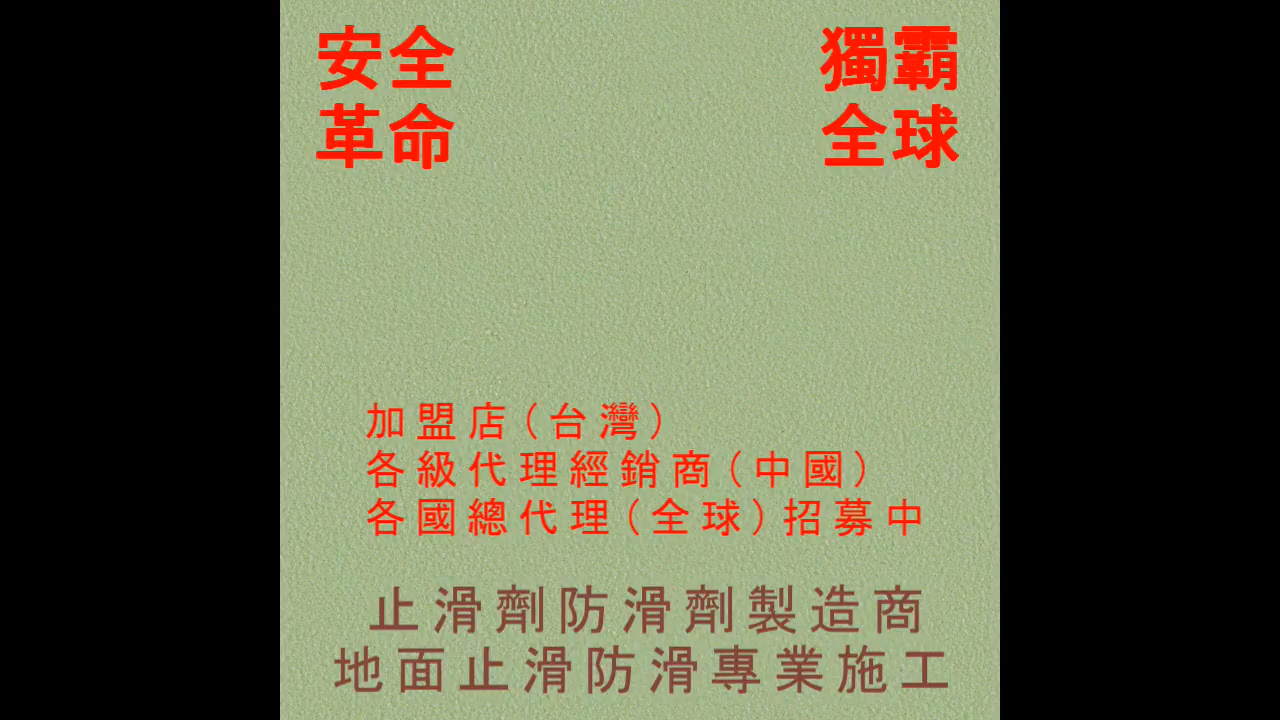 安全 獨霸
革命 全球
加盟店(台灣)
各級代理經銷商(中國)
各國總代理(全球)招募中
止滑劑防滑劑製造商
地面止滑防滑專業施工